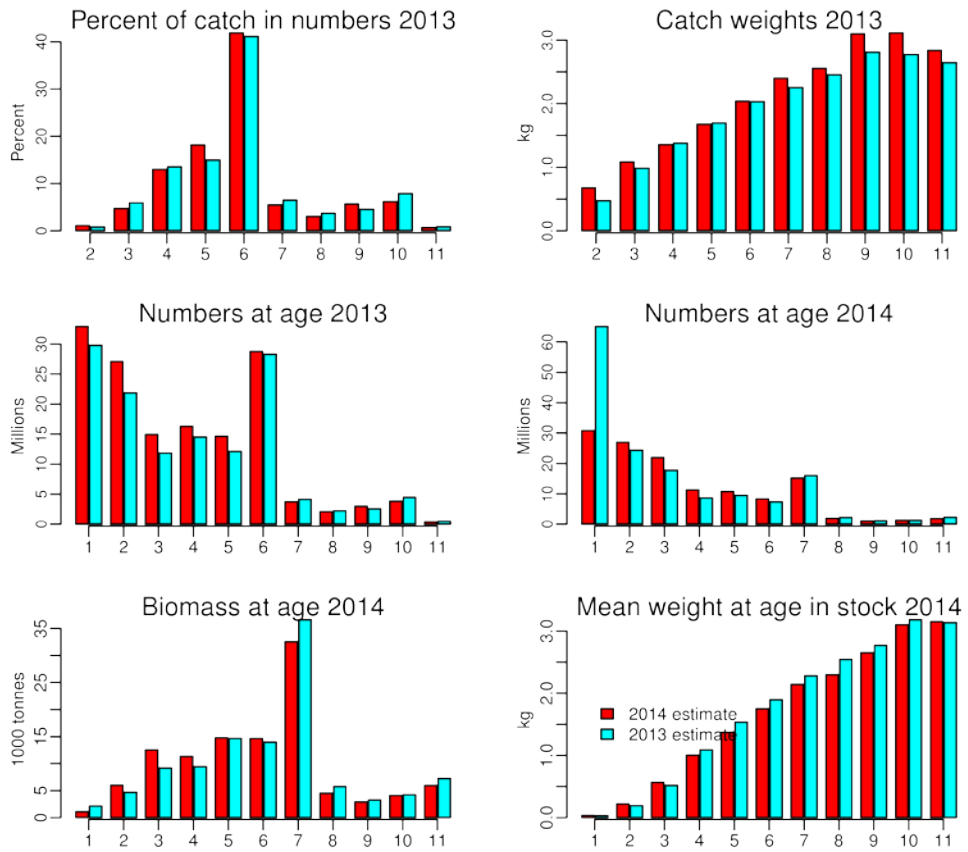 Percent of catch in numbers 2013
Percent
0 10 20 30 40
2 3 4 5 6 7 8 9 10 11
Catch weights 2013
kg
0.0 1.0 2.0 3.0
2 3 4 5 6 7 8 9 10 11
Numbers at age 2013
Millions
0 5 10 15 20 25 30
1 2 3 4 5 6 7 8 9 10 11
Numbers at age 2014
Millions
0 10 20 30 40 50 60
1 2 3 4 5 6 7 8 9 10 11
Biomass at age 2014
1000 tonnes
0 5 15 25 35
1 2 3 4 5 6 7 8 9 10 11
Mean weight at age in stock 2014
kg
0.0 1.0 2.0 3.0
2014 estimate
2013 estimate
1 2 3 4 5 6 7 8 9 10 11